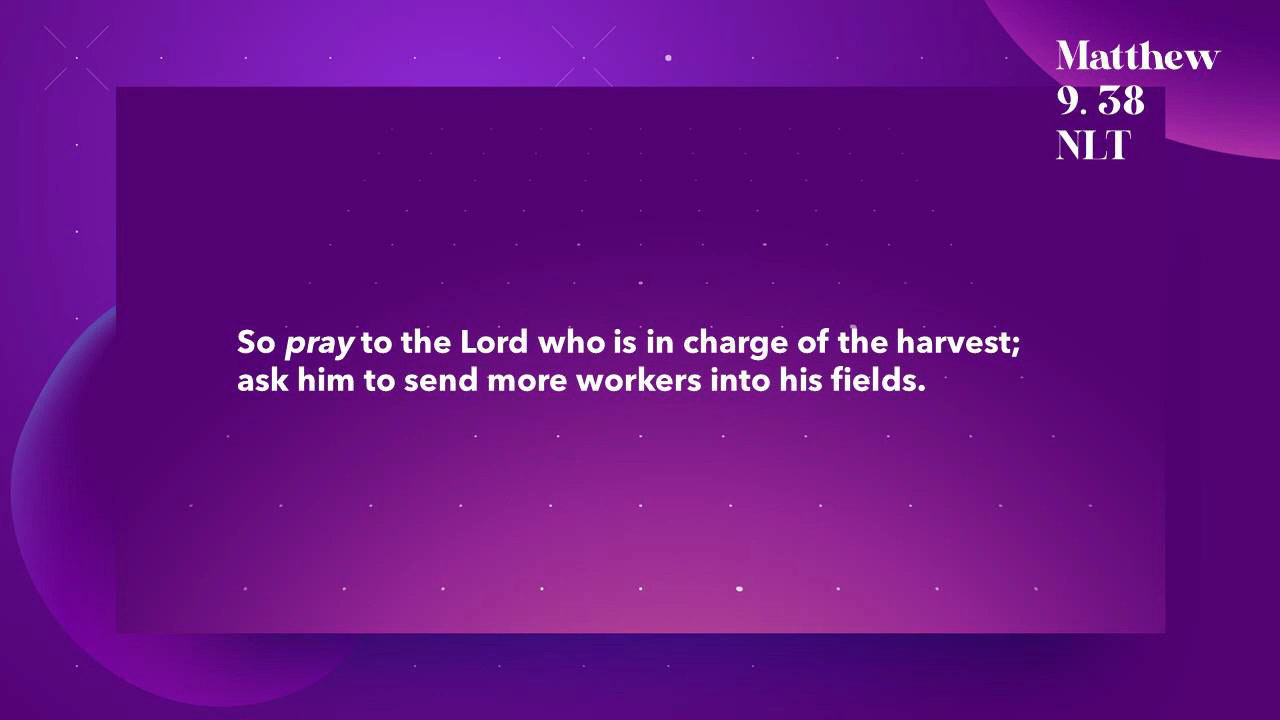 Matthew
9. 38
NLT
So pray to the Lord who is in charge of the harvest;
ask him to send more workers into his fields.